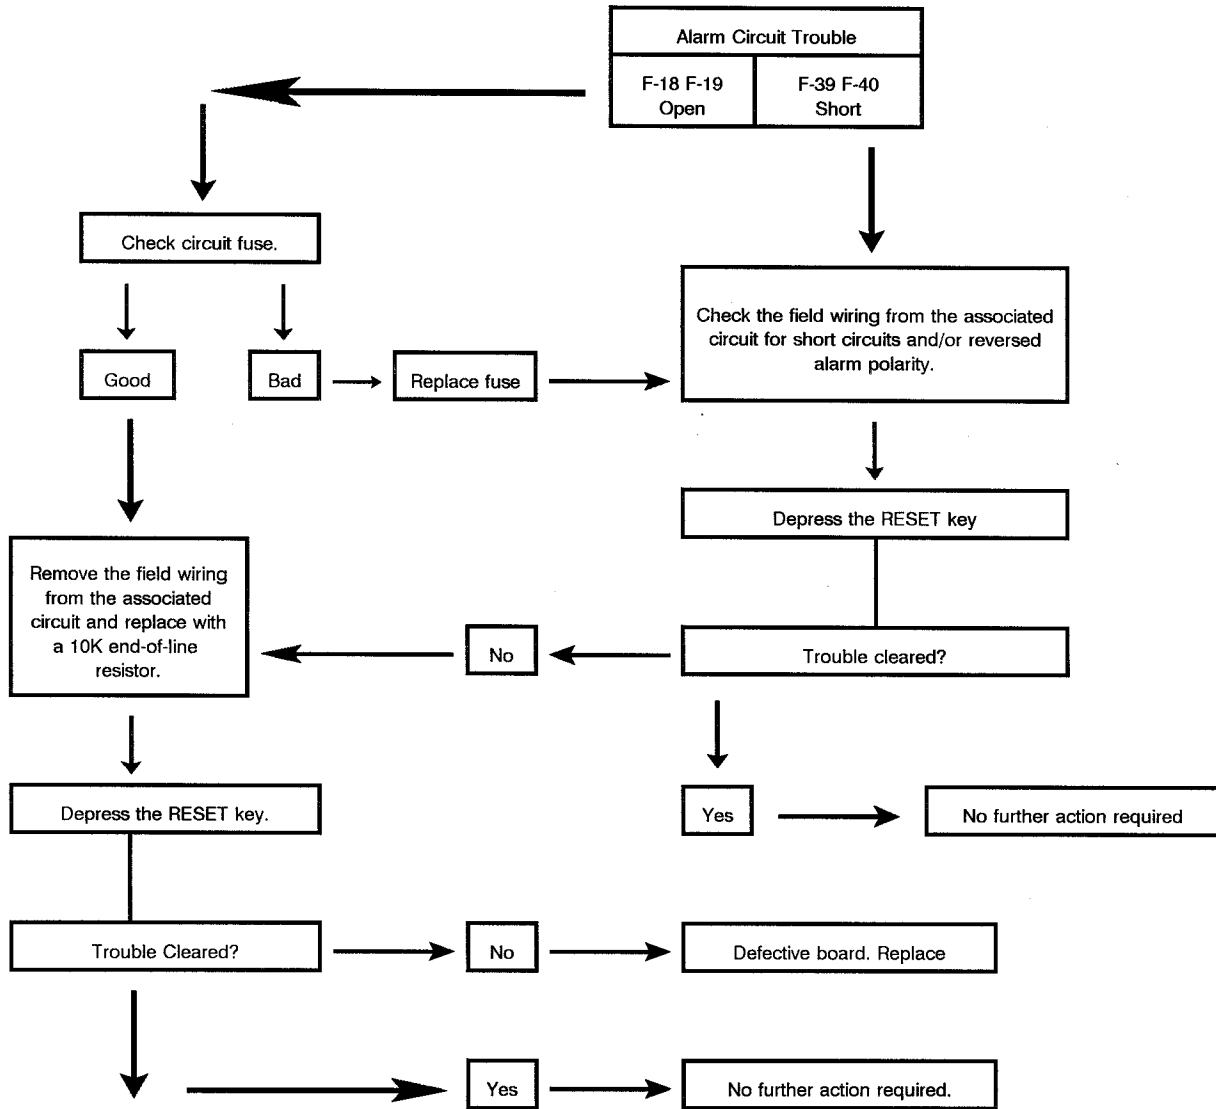 Alarm Circuit Trouble
F-18 F-19
Open
F-39 F-40
Short
Check circuit fuse.
Check the field wiring from the associated
circuit for short circuits and/or reversed
alarm polarity.
Good
Bad
Replace fuse
Depress the RESET key
Remove the field wiring
from the associated
circuit and replace with
a 10K end-of-line
resistor.
No
Trouble cleared?
Depress the RESET key.
Yes
No further action required
Trouble Cleared?
No
Defective board. Replace
Yes
No further action required.